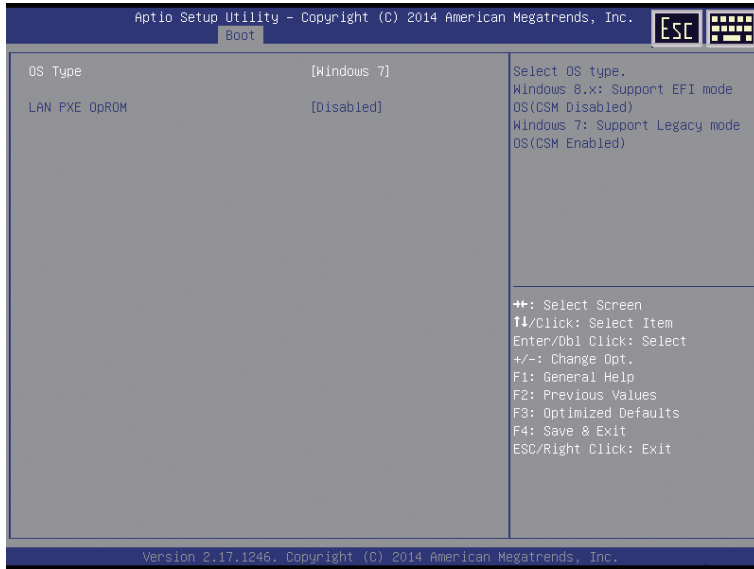 Aptio Setup Utility – Copyright (C) 2014 American Megatrends, Inc.
Boot
Esc
OS Type [Windows 7]
LAN PXE OpROM [Disabled]
Select OS type.
Windows 8.x: Support EFI mode
OS(CSM Disabled)
Windows 7: Support Legacy mode
OS(CSM Enabled)
→←: Select Screen
↑↓/Click: Select Item
Enter/Dbl Click: Select
+/-: Change Opt.
F1: General Help
F2: Previous Values
F3: Optimized Defaults
F4: Save & Exit
ESC/Right Click: Exit
Version 2.17.1246. Copyright (C) 2014 American Megatrends, Inc.